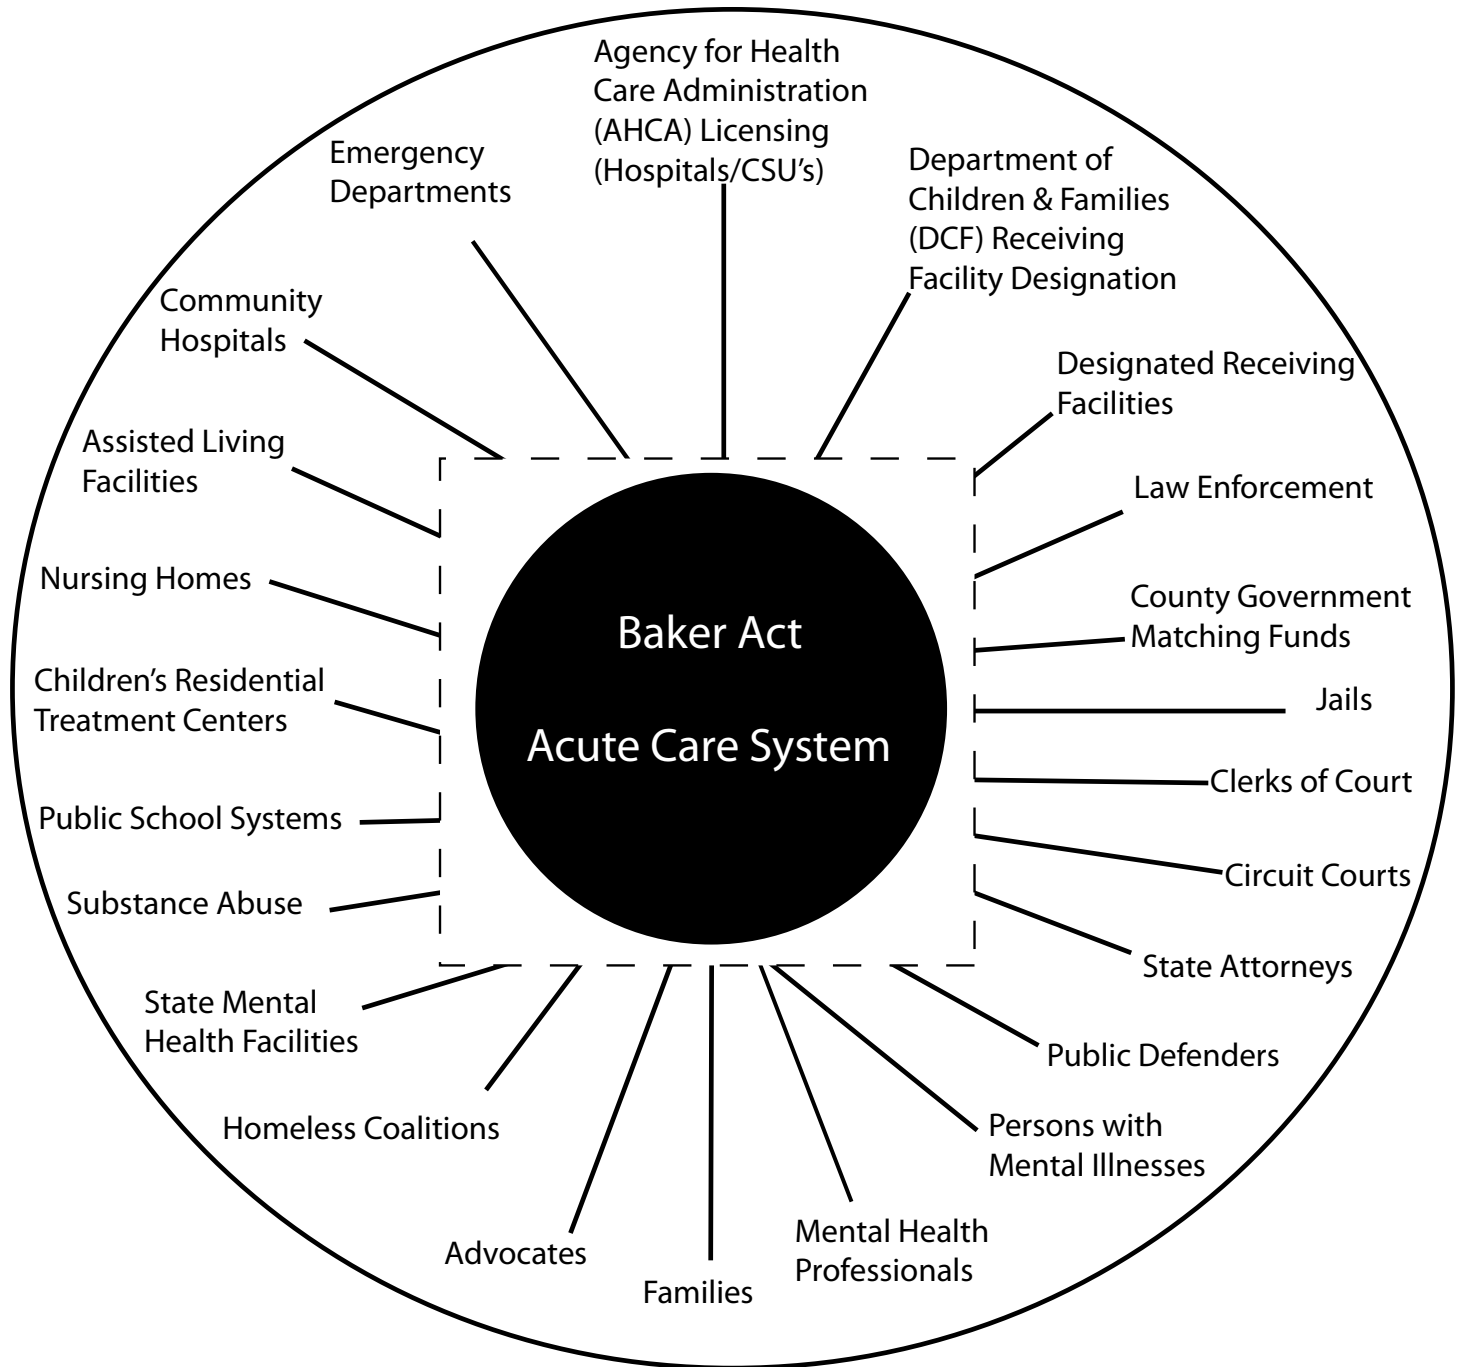 Agency for Health
Care Administration
(AHCA) Licensing
(Hospitals/CSU's)
Department of
Children & Families
(DCF) Receiving
Facility Designation
Designated Receiving
Facilities
Law Enforcement
County Government
Matching Funds
Jails
Clerks of Court
Circuit Courts
State Attorneys
Public Defenders
Persons with
Mental Illnesses
Mental Health
Professionals
Families
Advocates
Homeless Coalitions
State Mental
Health Facilities
Substance Abuse
Public School Systems
Children's Residential
Treatment Centers
Nursing Homes
Assisted Living
Facilities
Community
Hospitals
Emergency
Departments
Baker Act
Acute Care System